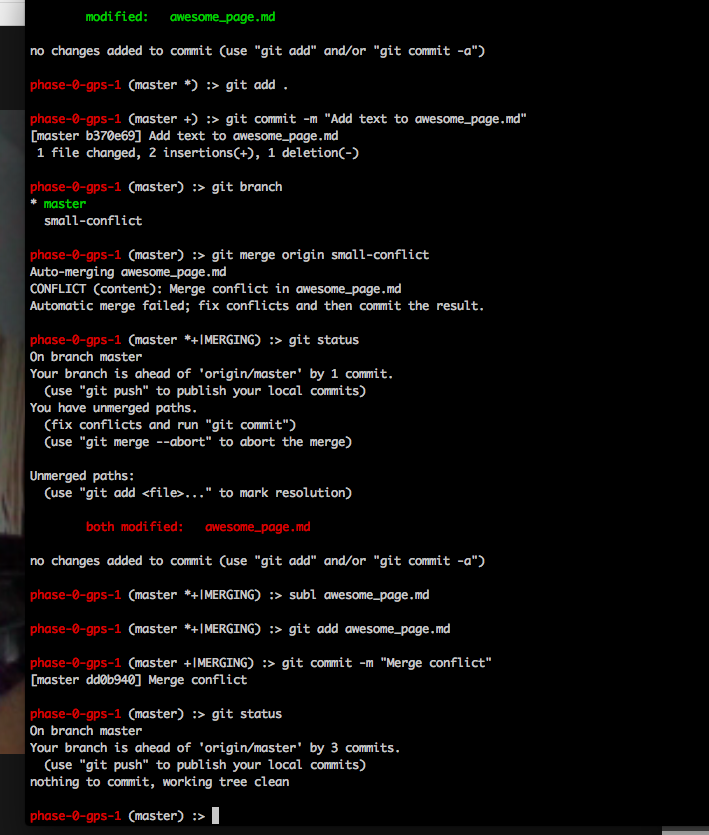 modified:   awesome_page.md
no changes added to commit (use "git add" and/or "git commit -a")
phase-0-gps-1 (master *) :> git add .
phase-0-gps-1 (master +) :> git commit -m "Add text to awesome_page.md"
[master b370e69] Add text to awesome_page.md
1 file changed, 2 insertions(+), 1 deletion(-)
phase-0-gps-1 (master) :> git branch
* master
small-conflict
phase-0-gps-1 (master) :> git merge origin small-conflict
Auto-merging awesome_page.md
CONFLICT (content): Merge conflict in awesome_page.md
Automatic merge failed; fix conflicts and then commit the result.
phase-0-gps-1 (master *+|MERGING) :> git status
On branch master
Your branch is ahead of 'origin/master' by 1 commit.
(use "git push" to publish your local commits)
You have unmerged paths.
(fix conflicts and run "git commit")
(use "git merge --abort" to abort the merge)
Unmerged paths:
(use "git add <file>..." to mark resolution)
both modified:   awesome_page.md
no changes added to commit (use "git add" and/or "git commit -a")
phase-0-gps-1 (master *+|MERGING) :> subl awesome_page.md
phase-0-gps-1 (master *+|MERGING) :> git add awesome_page.md
phase-0-gps-1 (master +|MERGING) :> git commit -m "Merge conflict"
[master dd0b940] Merge conflict
phase-0-gps-1 (master) :> git status
On branch master
Your branch is ahead of 'origin/master' by 3 commits.
(use "git push" to publish your local commits)
nothing to commit, working tree clean
phase-0-gps-1 (master) :>